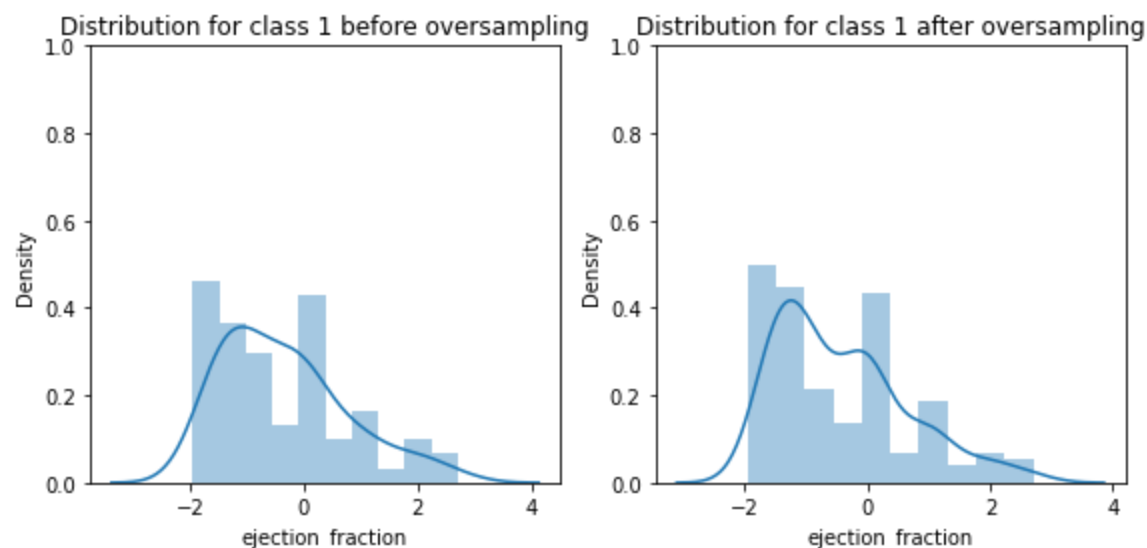 Distribution for class 1 before oversampling
1.0
0.8
0.6
0.4
0.2
0.0
Density
−2 0 2 4
ejection_fraction
Distribution for class 1 after oversampling
1.0
0.8
0.6
0.4
0.2
0.0
Density
−2 0 2 4
ejection_fraction